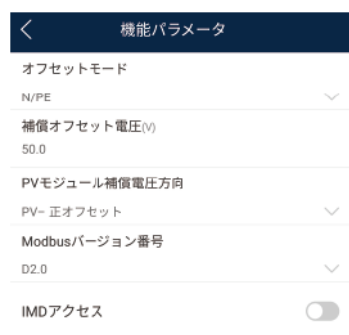 機能パラメータ
オフセットモード
N/PE
補償オフセット電圧(V)
50.0
PVモジュール補償電圧方向
PV− 正オフセット
Modbusバージョン番号
D2.0
IMDアクセス